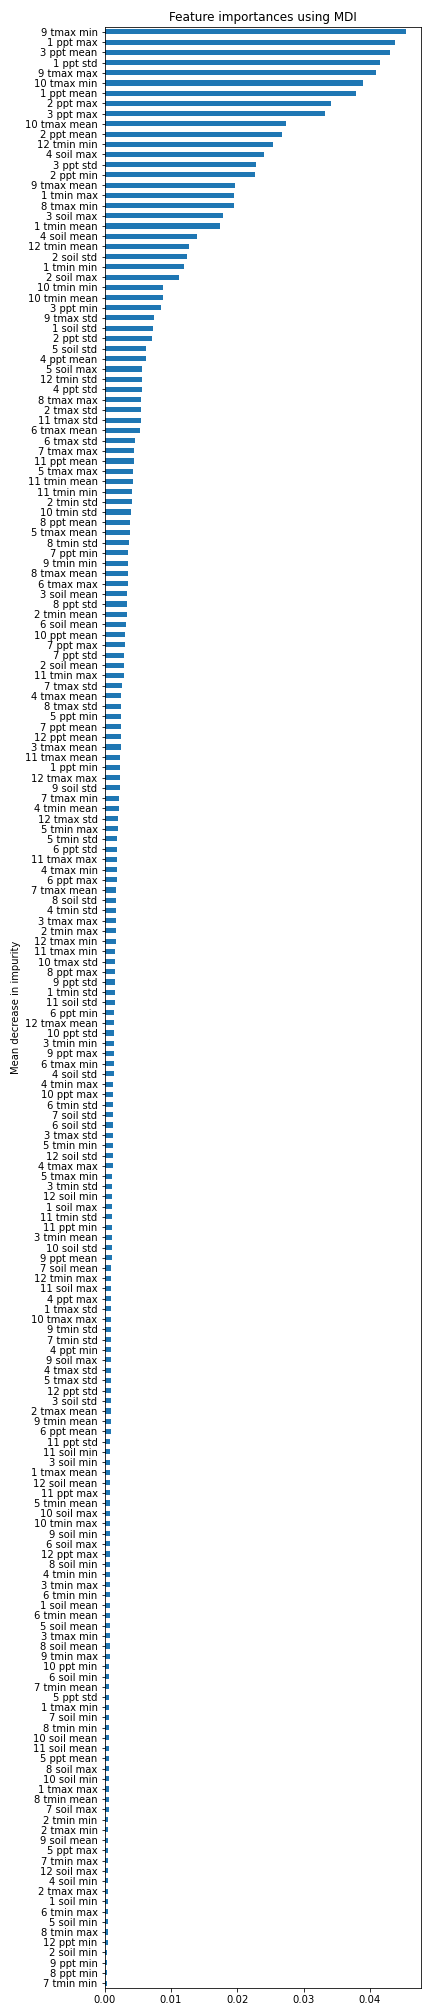 Feature importances using MDI
9 tmax min
1 ppt max
3 ppt mean
1 ppt std
9 tmax max
10 tmax min
1 ppt mean
2 ppt max
3 ppt max
10 tmax mean
2 ppt mean
12 tmin min
4 soil max
3 ppt std
2 ppt min
9 tmax mean
1 tmin max
8 tmax min
3 soil max
1 tmin mean
4 soil mean
12 tmin mean
2 soil std
1 tmin min
2 soil max
10 tmin min
10 tmin mean
3 ppt min
9 tmax std
1 soil std
2 ppt std
5 soil std
4 ppt mean
5 soil max
12 tmin std
4 ppt std
8 tmax max
2 tmax std
11 tmax std
6 tmax mean
6 tmax std
7 tmax max
11 ppt mean
5 tmax max
11 tmin mean
11 tmin min
2 tmin std
10 tmin std
8 ppt mean
5 tmax mean
8 tmin std
7 ppt min
9 tmin min
8 tmax mean
6 tmax max
3 soil mean
8 ppt std
2 tmin mean
6 soil mean
10 ppt mean
7 ppt max
7 ppt std
2 soil mean
11 tmin max
7 tmax std
4 tmax mean
8 tmax std
5 ppt min
7 ppt mean
12 ppt mean
3 tmax mean
11 tmax mean
1 ppt min
12 tmax max
9 soil std
7 tmax min
4 tmin mean
12 tmax std
5 tmin max
5 tmin std
6 ppt std
11 tmax max
4 tmax min
6 ppt max
7 tmax mean
8 soil std
4 tmin std
3 tmax max
2 tmin max
12 tmax min
11 tmax min
10 tmax std
8 ppt max
9 ppt std
1 tmin std
11 soil std
6 ppt min
12 tmax mean
10 ppt std
3 tmin min
9 ppt max
6 tmax min
4 soil std
4 tmin max
10 ppt max
6 tmin std
7 soil std
6 soil std
3 tmax std
5 tmin min
12 soil std
4 tmax max
5 tmax min
3 tmin std
12 soil min
1 soil max
11 tmin std
11 ppt min
3 tmin mean
10 soil std
9 ppt mean
7 soil mean
12 tmin max
11 soil max
4 ppt max
1 tmax std
10 tmax max
9 tmin std
7 tmin std
4 ppt min
9 soil max
4 tmax std
5 tmax std
12 ppt std
3 soil std
2 tmax mean
9 tmin mean
6 ppt mean
11 ppt std
11 soil min
3 soil min
1 tmax mean
12 soil mean
11 ppt max
5 tmin mean
10 soil max
10 tmin max
9 soil min
6 soil max
12 ppt max
8 soil min
4 tmin min
3 tmin max
6 tmin min
1 soil mean
6 tmin mean
5 soil mean
3 tmax min
8 soil mean
9 tmin max
10 ppt min
6 soil min
7 tmin mean
5 ppt std
1 tmax min
7 soil min
8 tmin min
10 soil mean
11 soil mean
5 ppt mean
8 soil max
10 soil min
1 tmax max
8 tmin mean
7 soil max
2 tmin min
2 tmax min
9 soil mean
5 ppt max
7 tmin max
12 soil max
4 soil min
2 tmax max
1 soil min
6 tmin max
5 soil min
8 tmin max
12 ppt min
2 soil min
9 ppt min
8 ppt min
7 tmin min
Mean decrease in impurity
0.00 0.01 0.02 0.03 0.04